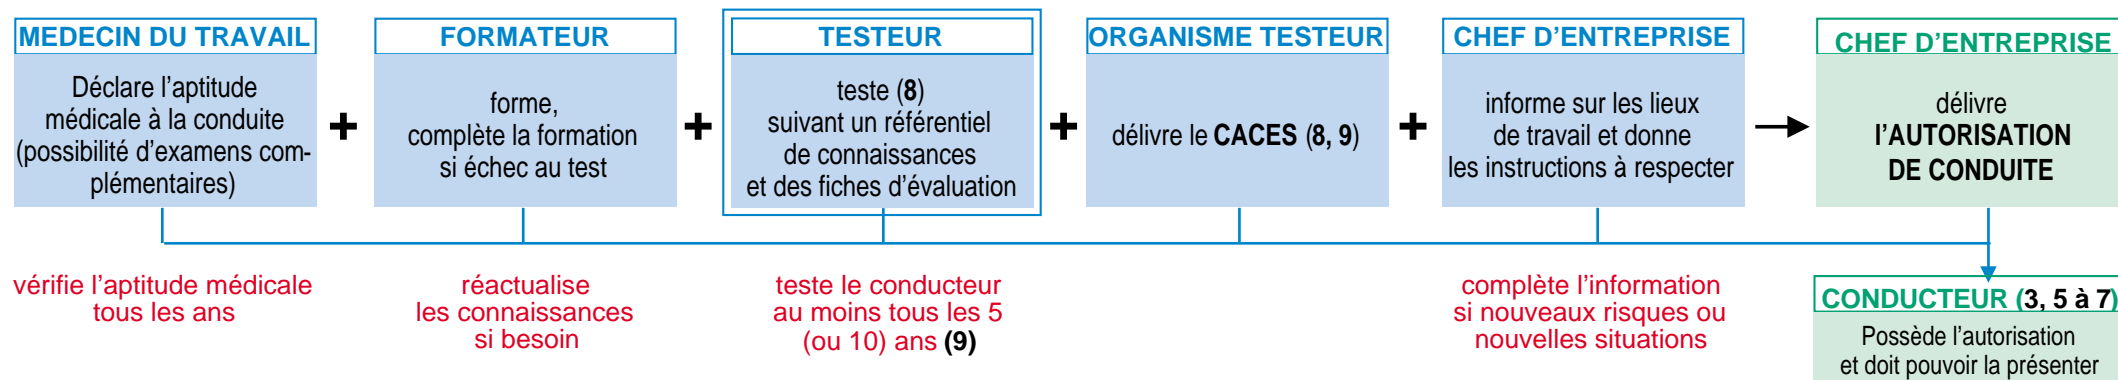 MEDECIN DU TRAVAIL
Déclare l’aptitude
médicale à la conduite
(possibilité d’examens com-
plémentaires)
+
FORMATEUR
forme,
complète la formation
si échec au test
+
TESTEUR
teste (8)
suivant un référentiel
de connaissances
et des fiches d’évaluation
+
ORGANISME TESTEUR
délivre le CACES (8, 9)
+
CHEF D’ENTREPRISE
informe sur les lieux
de travail et donne
les instructions à respecter
CHEF D’ENTREPRISE
délivre
l’AUTORISATION
DE CONDUITE
vérifie l’aptitude médicale
tous les ans
réactualise
les connaissances
si besoin
teste le conducteur
au moins tous les 5
(ou 10) ans (9)
complète l’information
si nouveaux risques ou
nouvelles situations
CONDUCTEUR (3, 5 à 7)
Possède l’autorisation
et doit pouvoir la présenter